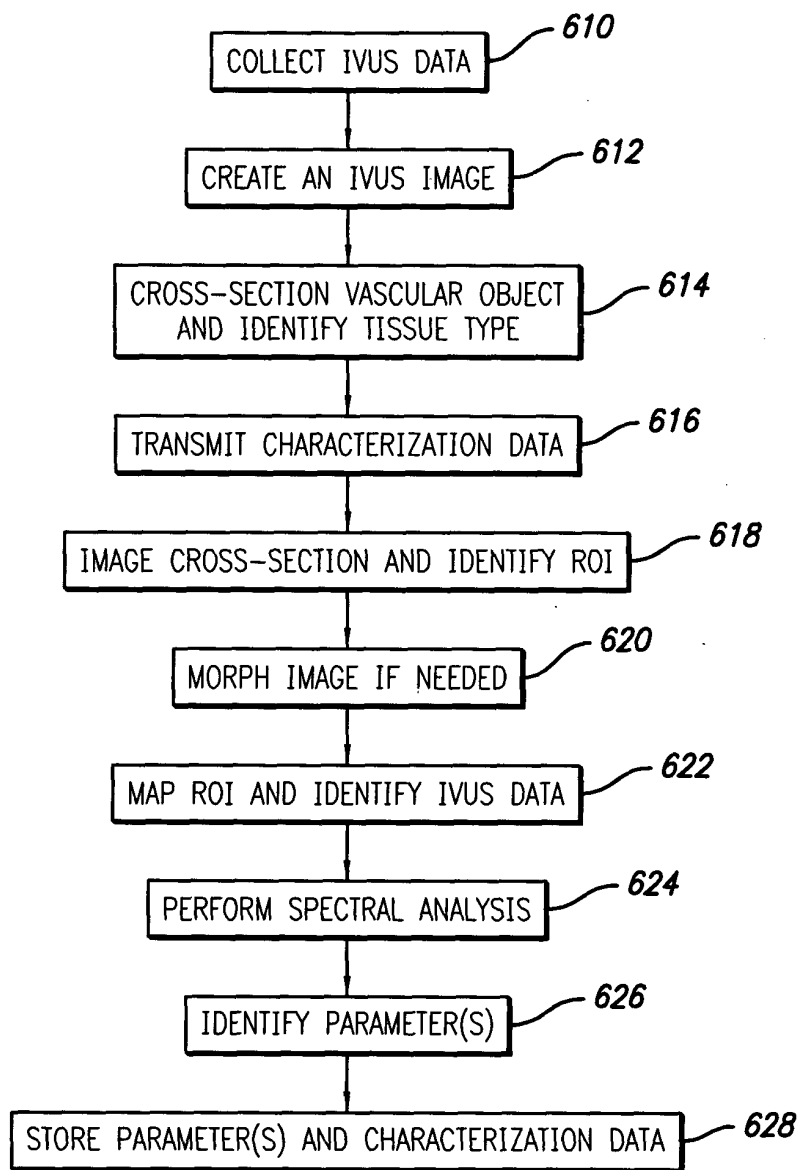 610
COLLECT IVUS DATA
612
CREATE AN IVUS IMAGE
614
CROSS-SECTION VASCULAR OBJECT
AND IDENTIFY TISSUE TYPE
616
TRANSMIT CHARACTERIZATION DATA
618
IMAGE CROSS-SECTION AND IDENTIFY ROI
620
MORPH IMAGE IF NEEDED
622
MAP ROI AND IDENTIFY IVUS DATA
624
PERFORM SPECTRAL ANALYSIS
626
IDENTIFY PARAMETER(S)
628
STORE PARAMETER(S) AND CHARACTERIZATION DATA